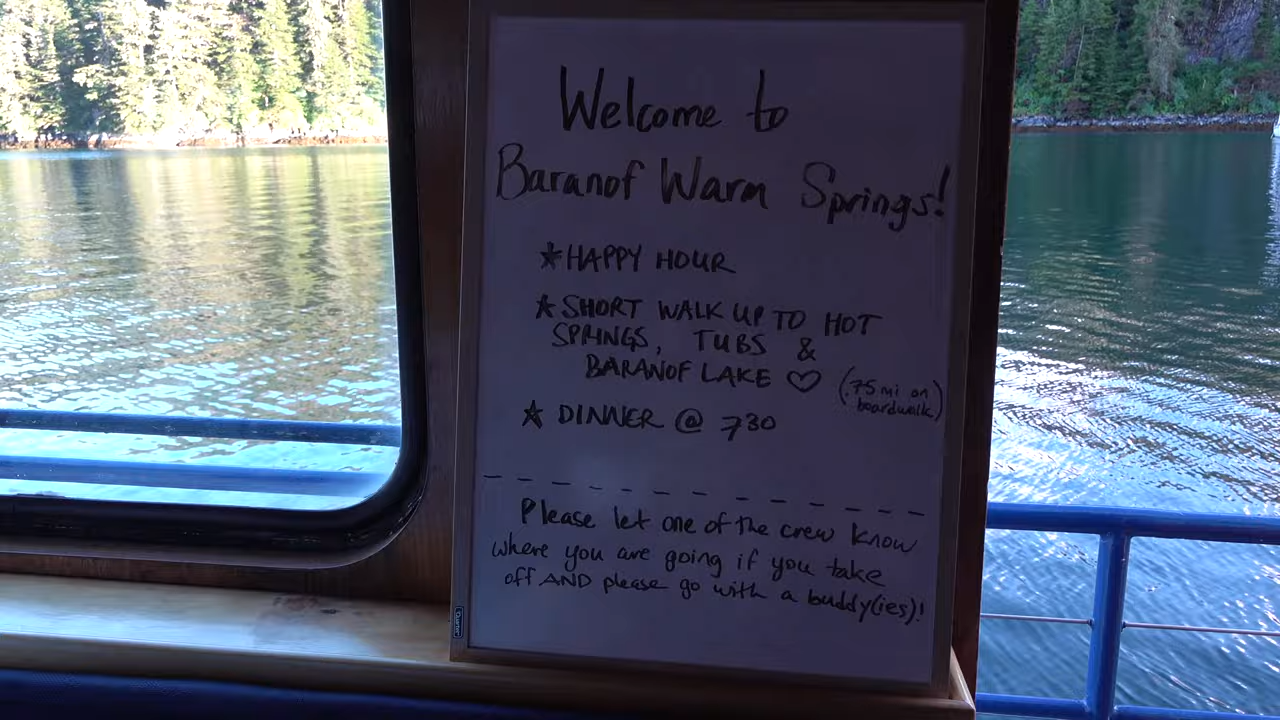 Welcome to
Baranof Warm Springs!
★HAPPY HOUR
★SHORT WALK UP TO HOT
SPRINGS, TUBS &
BARANOF LAKE ♡
(.75 mi on
boardwalk)
★ DINNER @ 730
Please let one of the crew know
where you are going if you take
off AND please go with a buddy(ies)!
Quartet